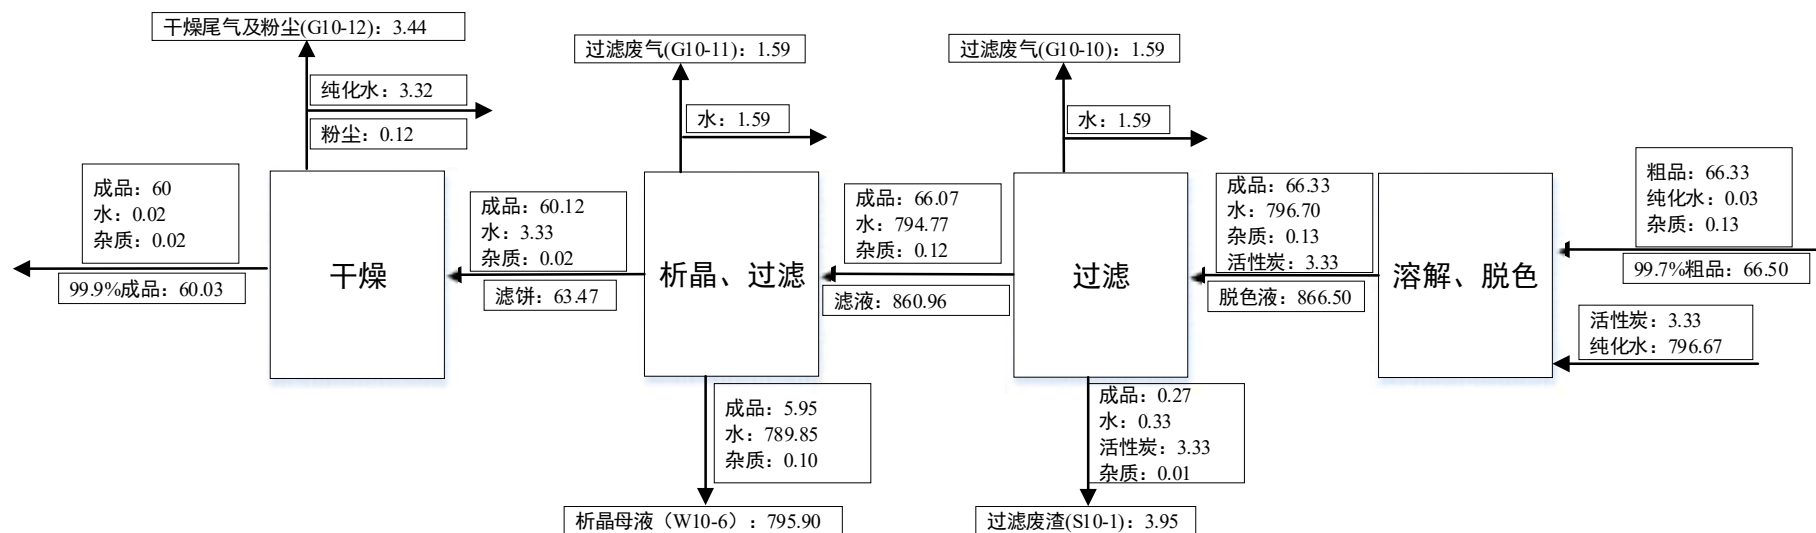 干燥尾气及粉尘(G10-12)：3.44
过滤废气(G10-11)：1.59
过滤废气(G10-10)：1.59
纯化水：3.32
粉尘：0.12
水：1.59
水：1.59
成品：60
水：0.02
杂质：0.02
99.9%成品：60.03
干燥
成品：60.12
水：3.33
杂质：0.02
滤饼：63.47
析晶、过滤
成品：66.07
水：794.77
杂质：0.12
滤液：860.96
过滤
成品：66.33
水：796.70
杂质：0.13
活性炭：3.33
脱色液：866.50
溶解、脱色
粗品：66.33
纯化水：0.03
杂质：0.13
99.7%粗品：66.50
活性炭：3.33
纯化水：796.67
成品：5.95
水：789.85
杂质：0.10
析晶母液（W10-6）：795.90
成品：0.27
水：0.33
活性炭：3.33
杂质：0.01
过滤废渣(S10-1)：3.95